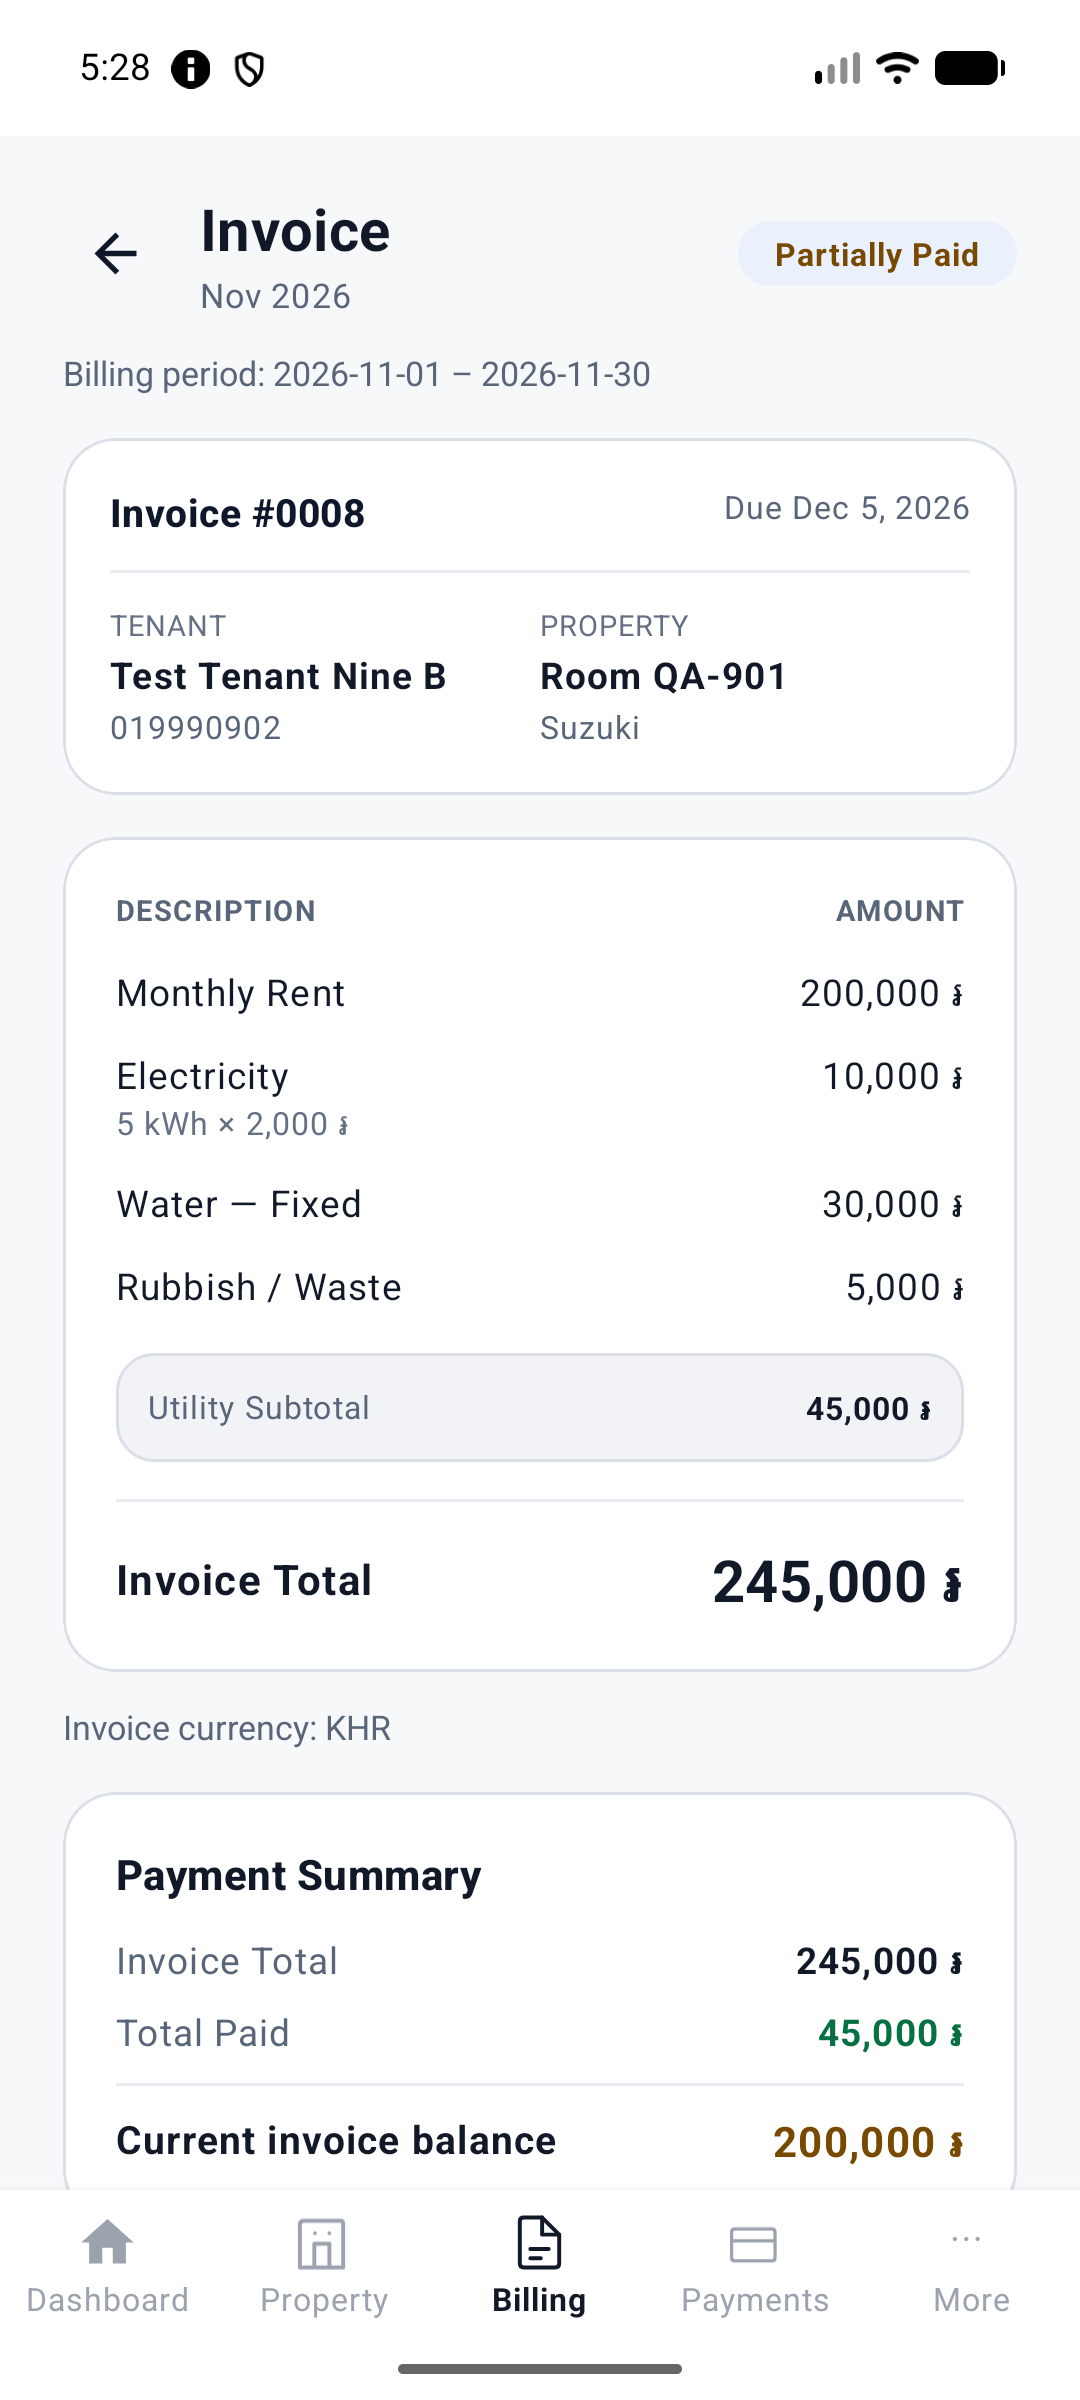 5:28
Invoice
Nov 2026
Partially Paid
Billing period: 2026-11-01 – 2026-11-30
Invoice #0008
Due Dec 5, 2026
TENANT
PROPERTY
Test Tenant Nine B
Room QA-901
019990902
Suzuki
DESCRIPTION
AMOUNT
Monthly Rent
200,000 ៛
Electricity
10,000 ៛
5 kWh × 2,000 ៛
Water — Fixed
30,000 ៛
Rubbish / Waste
5,000 ៛
Utility Subtotal
45,000 ៛
Invoice Total
245,000 ៛
Invoice currency: KHR
Payment Summary
Invoice Total
245,000 ៛
Total Paid
45,000 ៛
Current invoice balance
200,000 ៛
Dashboard
Property
Billing
Payments
More